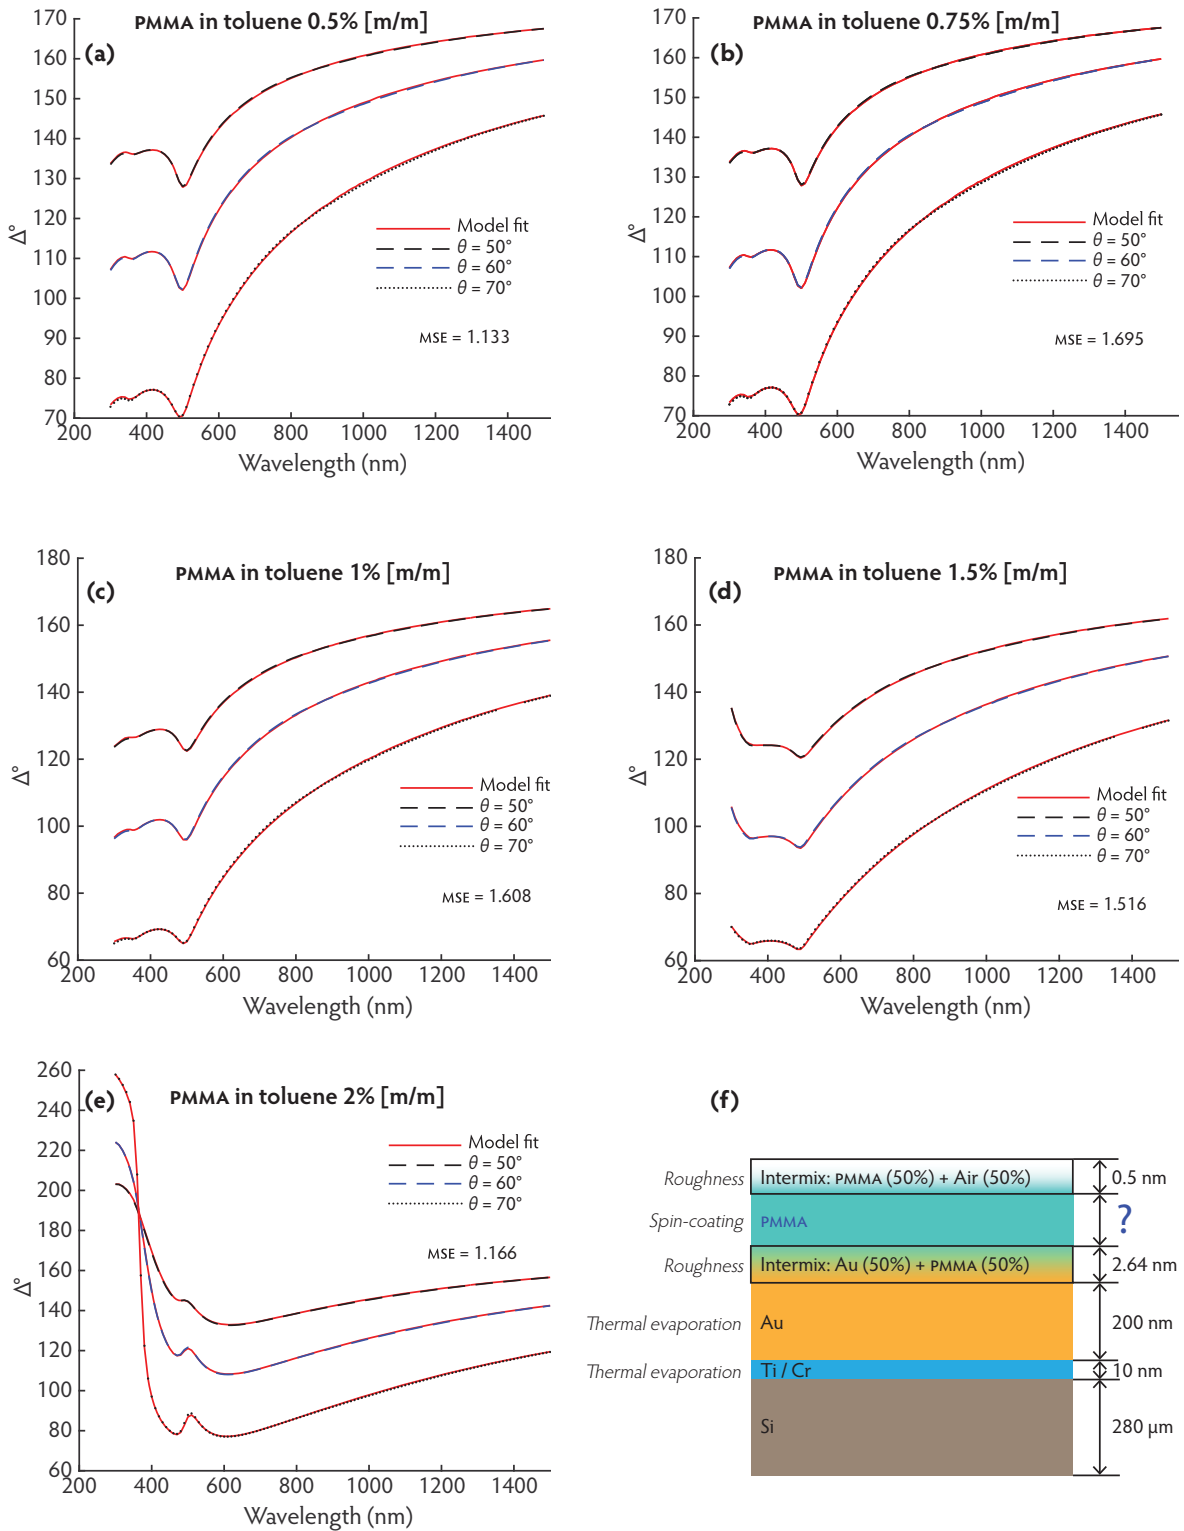 PMMA in toluene 0.5% [m/m]
(a)
170
160
150
140
130
120
110
100
90
80
70
Δ°
200 400 600 800 1000 1200 1400
Wavelength (nm)
Model fit
θ = 50°
θ = 60°
θ = 70°
MSE = 1.133
PMMA in toluene 0.75% [m/m]
(b)
170
160
150
140
130
120
110
100
90
80
70
Δ°
200 400 600 800 1000 1200 1400
Wavelength (nm)
Model fit
θ = 50°
θ = 60°
θ = 70°
MSE = 1.695
PMMA in toluene 1% [m/m]
(c)
180
160
140
120
100
80
60
Δ°
200 400 600 800 1000 1200 1400
Wavelength (nm)
Model fit
θ = 50°
θ = 60°
θ = 70°
MSE = 1.608
PMMA in toluene 1.5% [m/m]
(d)
180
160
140
120
100
80
60
Δ°
200 400 600 800 1000 1200 1400
Wavelength (nm)
Model fit
θ = 50°
θ = 60°
θ = 70°
MSE = 1.516
PMMA in toluene 2% [m/m]
(e)
260
240
220
200
180
160
140
120
100
80
60
Δ°
200 400 600 800 1000 1200 1400
Wavelength (nm)
Model fit
θ = 50°
θ = 60°
θ = 70°
MSE = 1.166
(f)
Roughness Intermix: PMMA (50%) + Air (50%) 0.5 nm
Spin-coating PMMA ?
Roughness Intermix: Au (50%) + PMMA (50%) 2.64 nm
Thermal evaporation Au 200 nm
Thermal evaporation Ti / Cr 10 nm
Si 280 μm